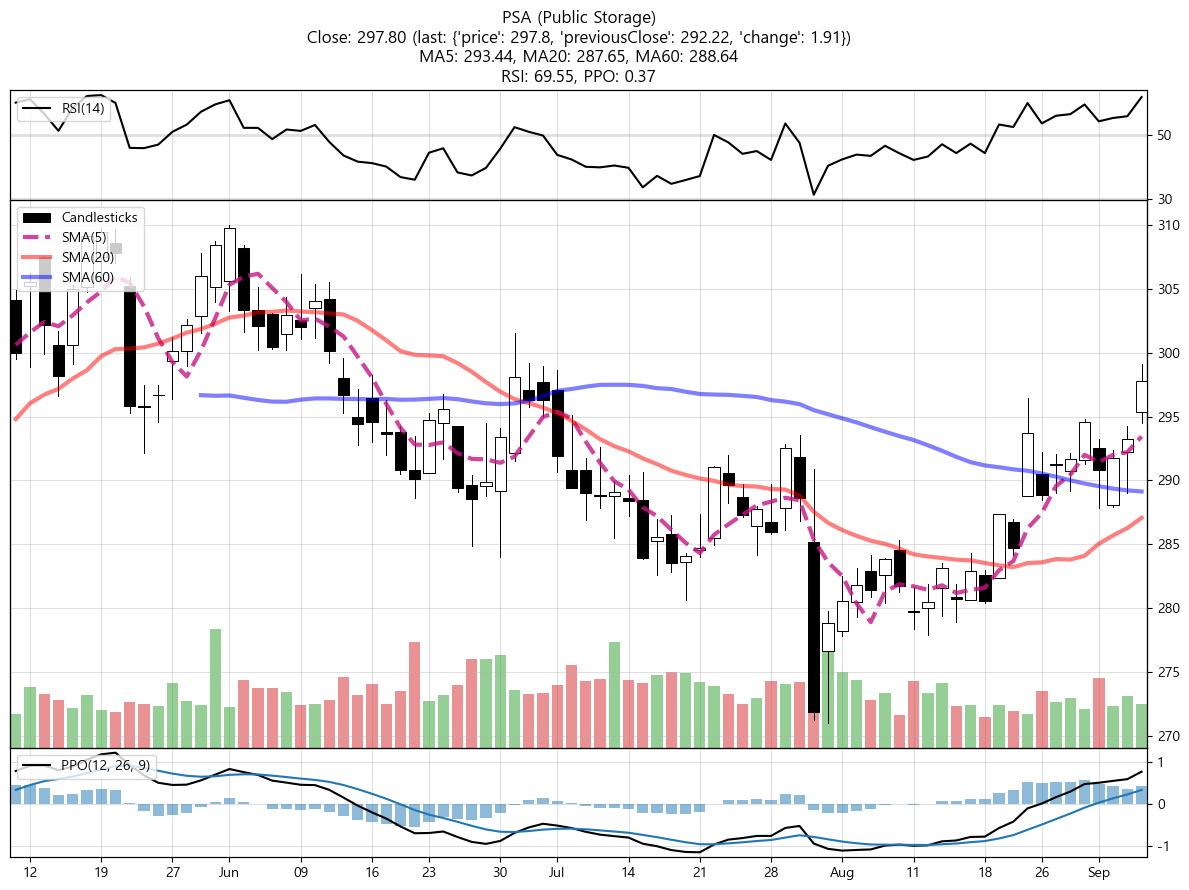 PSA (Public Storage)
Close: 297.80 (last: {'price': 297.8, 'previousClose': 292.22, 'change': 1.91})
MA5: 293.44, MA20: 287.65, MA60: 288.64
RSI: 69.55, PPO: 0.37
RSI(14)
50
30
Candlesticks
SMA(5)
SMA(20)
SMA(60)
310
305
300
295
290
285
280
275
270
PPO(12, 26, 9)
1
0
-1
12 19 27 Jun 09 16 23 30 Jul 14 21 28 Aug 11 18 26 Sep